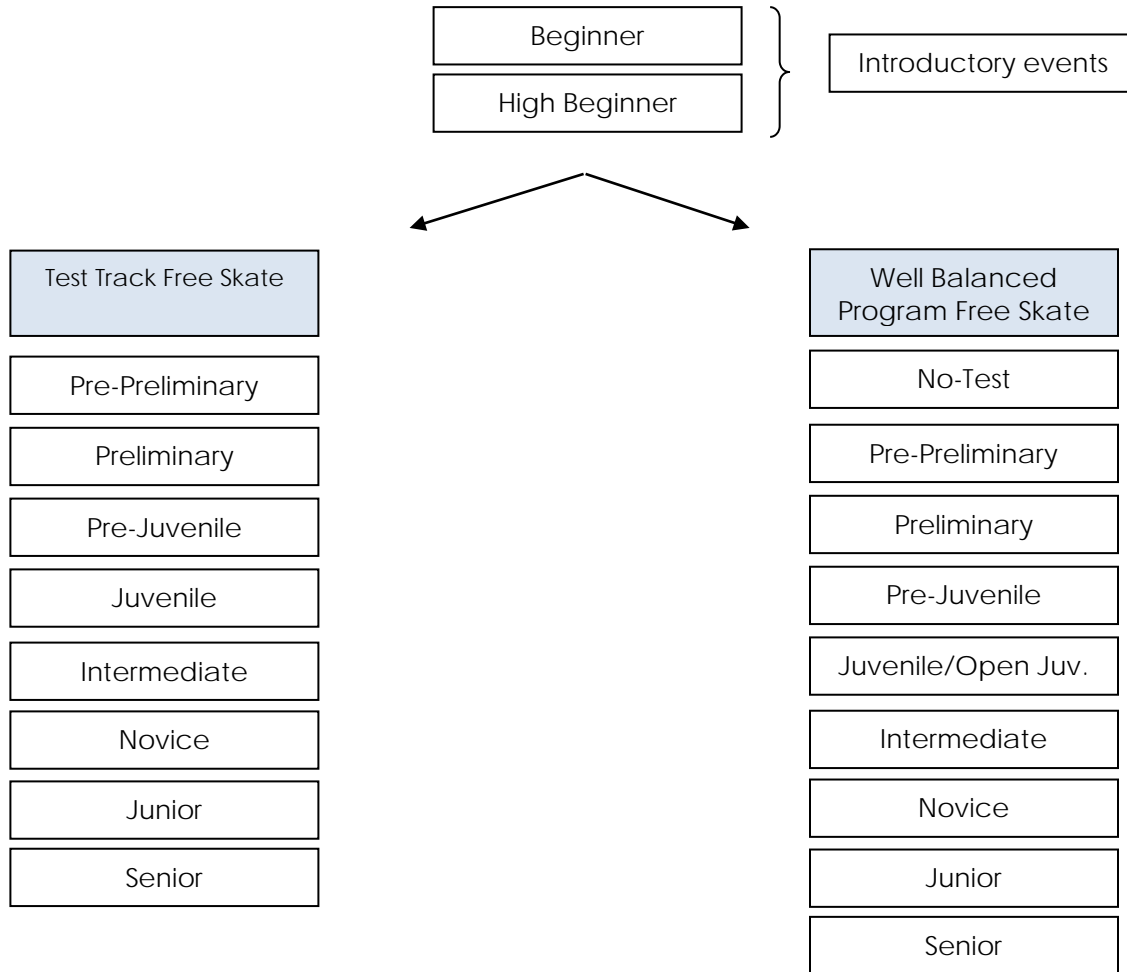 Beginner
High Beginner
Introductory events
Test Track Free Skate
Pre-Preliminary
Preliminary
Pre-Juvenile
Juvenile
Intermediate
Novice
Junior
Senior
Well Balanced
Program Free Skate
No-Test
Pre-Preliminary
Preliminary
Pre-Juvenile
Juvenile/Open Juv.
Intermediate
Novice
Junior
Senior